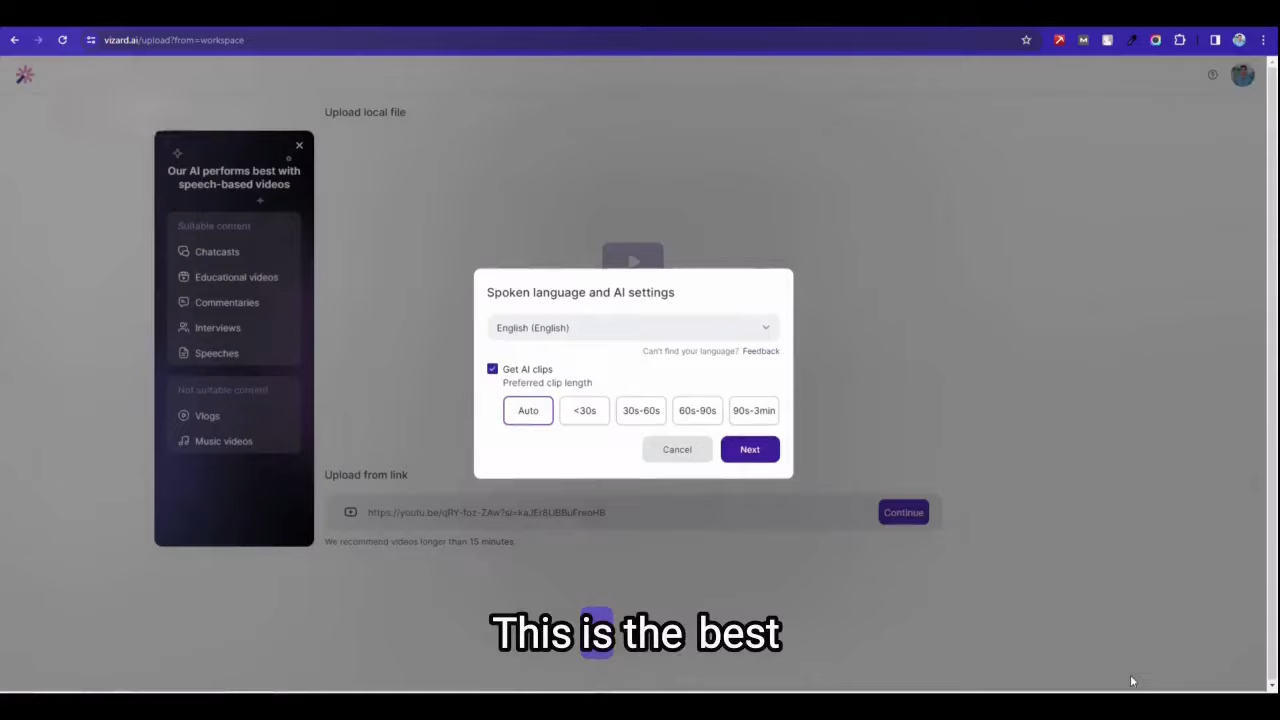 vizard.ai/upload?from=workspace
Upload local file
Our AI performs best with
speech-based videos
Suitable content
Chatcasts
Educational videos
Commentaries
Interviews
Speeches
Not suitable content
Vlogs
Music videos
Spoken language and AI settings
English (English)
Can't find your language? Feedback
Get AI clips
Preferred clip length
Auto <30s 30s-60s 60s-90s 90s-3min
Cancel Next
Upload from link
Continue
We recommend videos longer than 15 minutes.
This is the best